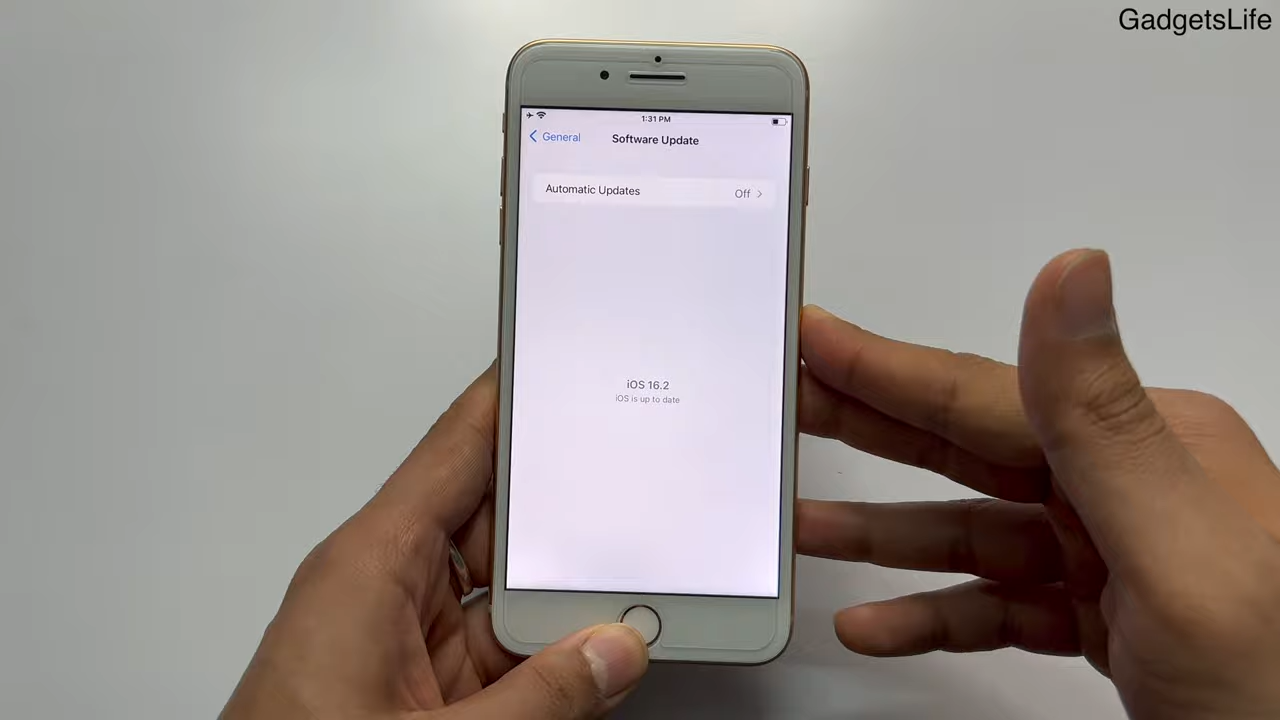 GadgetsLife
1:31 PM
General
Software Update
Automatic Updates
Off
iOS 16.2
iOS is up to date